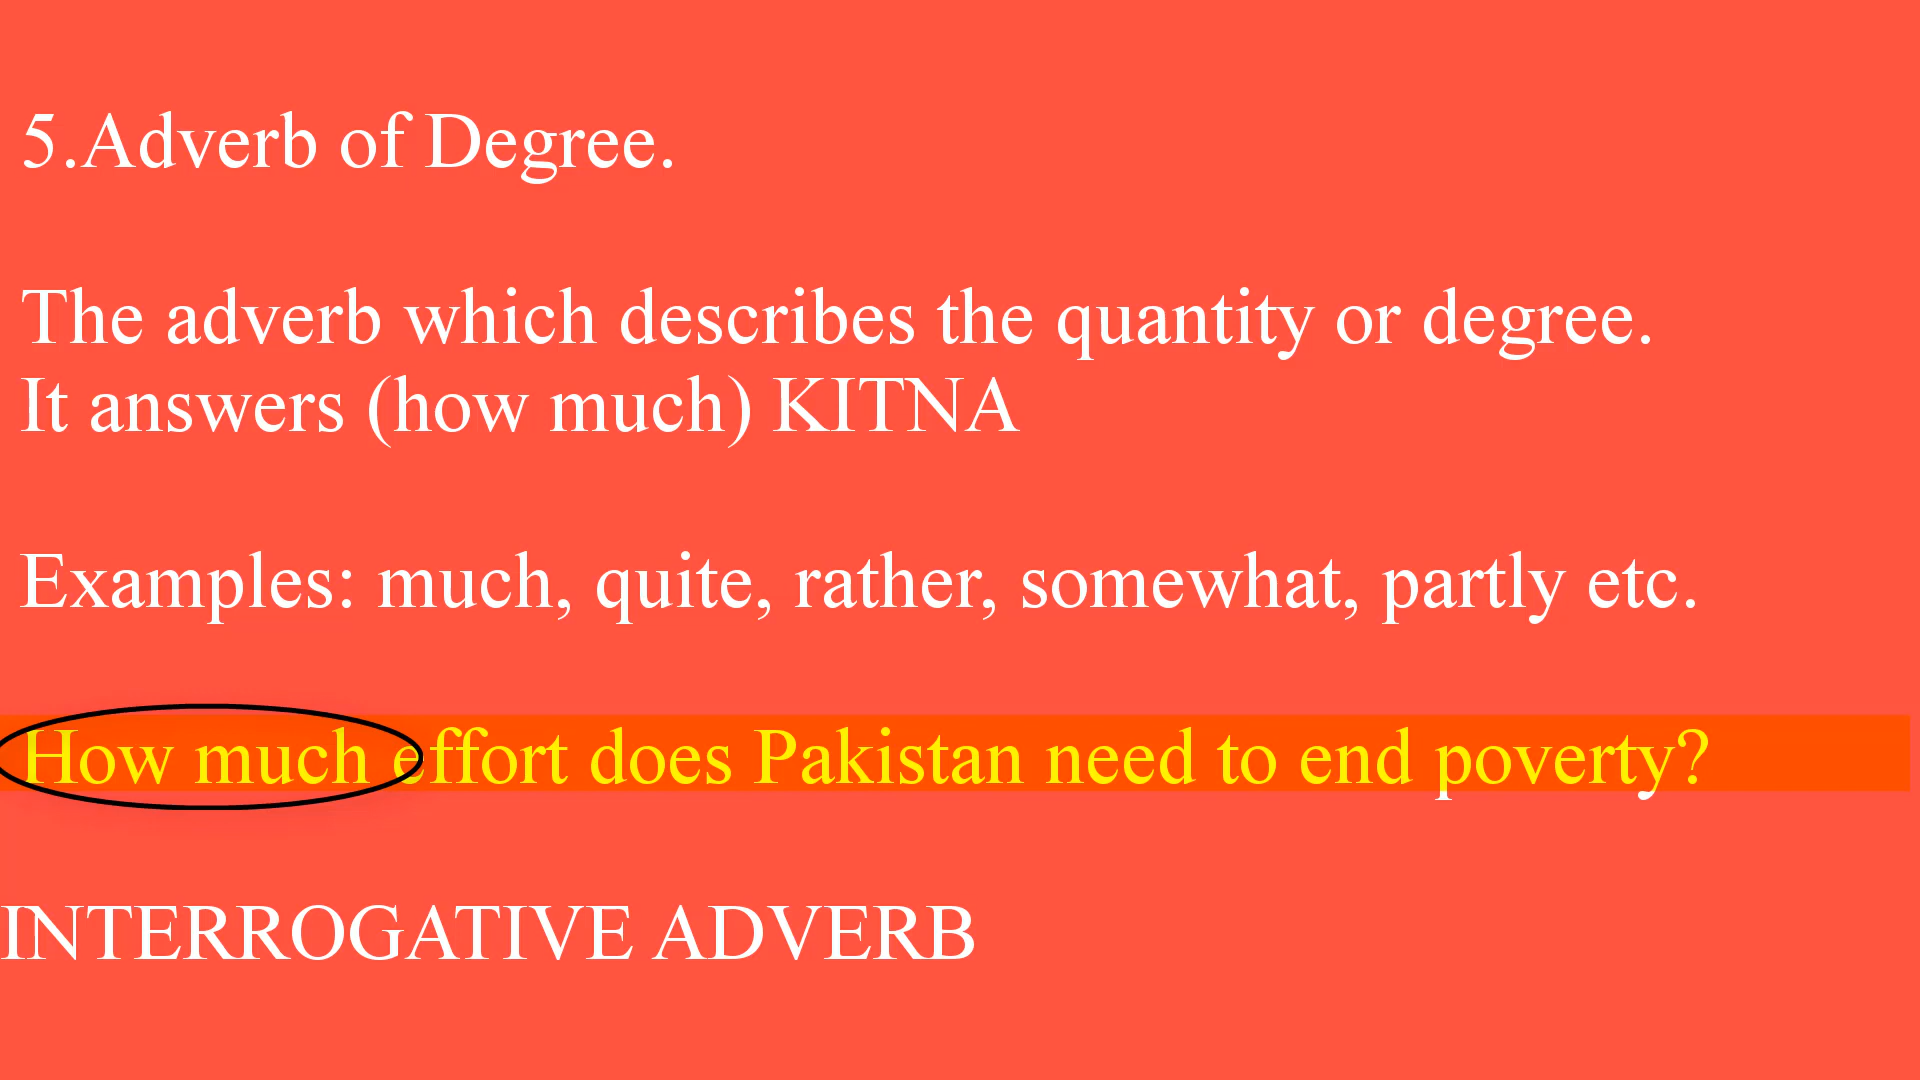 5.Adverb of Degree.
The adverb which describes the quantity or degree.
It answers (how much) KITNA
Examples: much, quite, rather, somewhat, partly etc.
How much effort does Pakistan need to end poverty?
INTERROGATIVE ADVERB